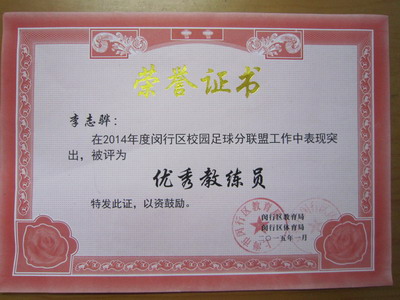 荣誉证书
李志骅：
在2014年度闵行区校园足球分联盟工作中表现突
出，被评为
优秀教练员
特发此证，以资鼓励。
闵行区教育局
闵行区体育局
二〇一五年一月